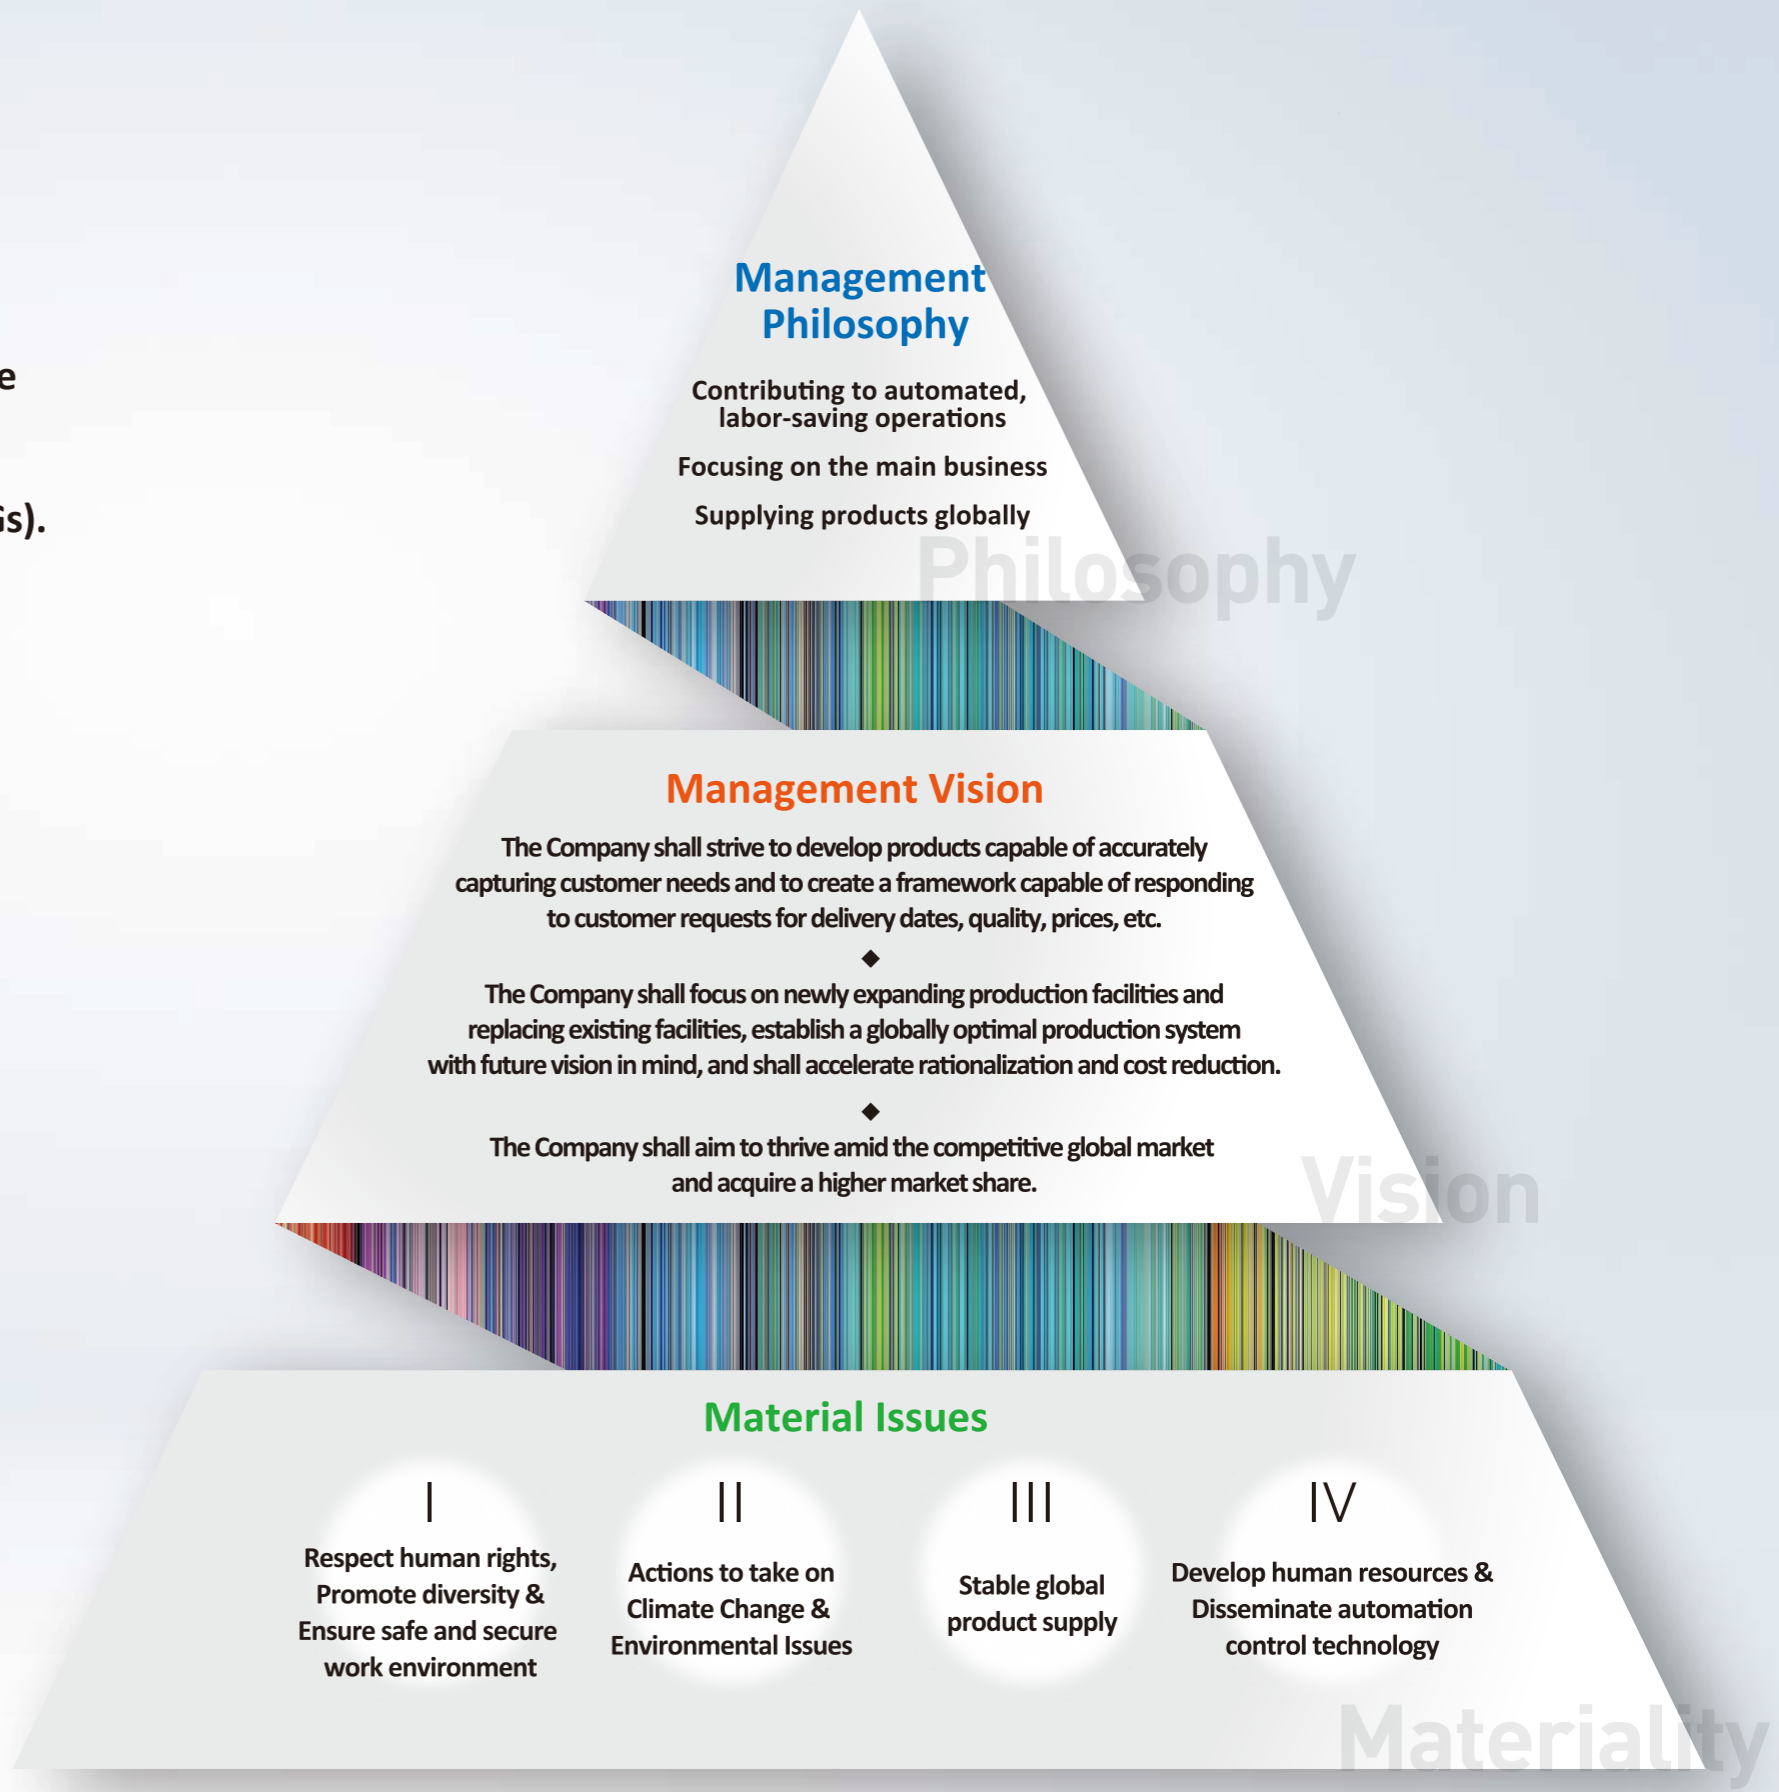 Management
Philosophy
Contributing to automated,
labor-saving operations
Focusing on the main business
Supplying products globally
Philosophy
Management Vision
The Company shall strive to develop products capable of accurately
capturing customer needs and to create a framework capable of responding
to customer requests for delivery dates, quality, prices, etc.
◆
The Company shall focus on newly expanding production facilities and
replacing existing facilities, establish a globally optimal production system
with future vision in mind, and shall accelerate rationalization and cost reduction.
◆
The Company shall aim to thrive amid the competitive global market
and acquire a higher market share.
Vision
Material Issues
I
Respect human rights,
Promote diversity &
Ensure safe and secure
work environment
II
Actions to take on
Climate Change &
Environmental Issues
III
Stable global
product supply
IV
Develop human resources &
Disseminate automation
control technology
Materiality